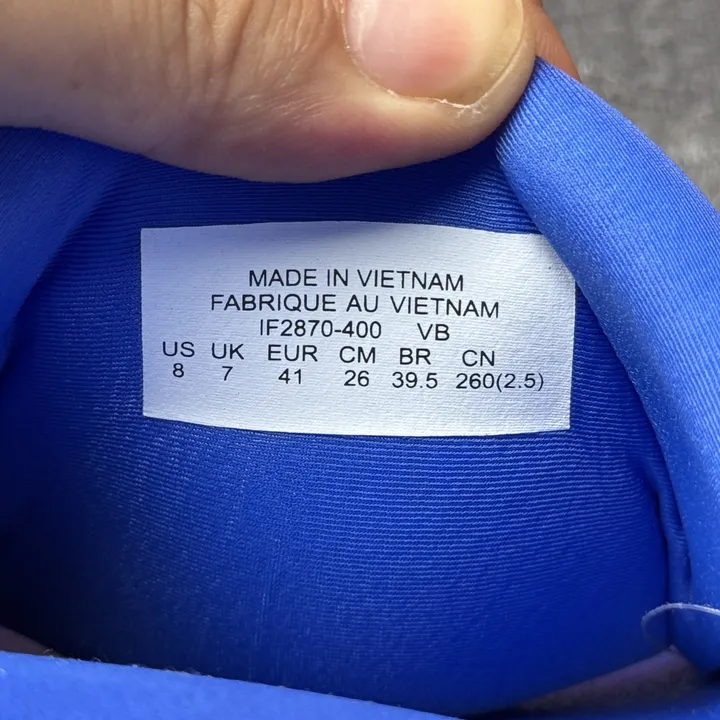 MADE IN VIETNAM
FABRIQUE AU VIETNAM
IF2870-400 VB
US UK EUR CM BR CN
8 7 41 26 39.5 260(2.5)